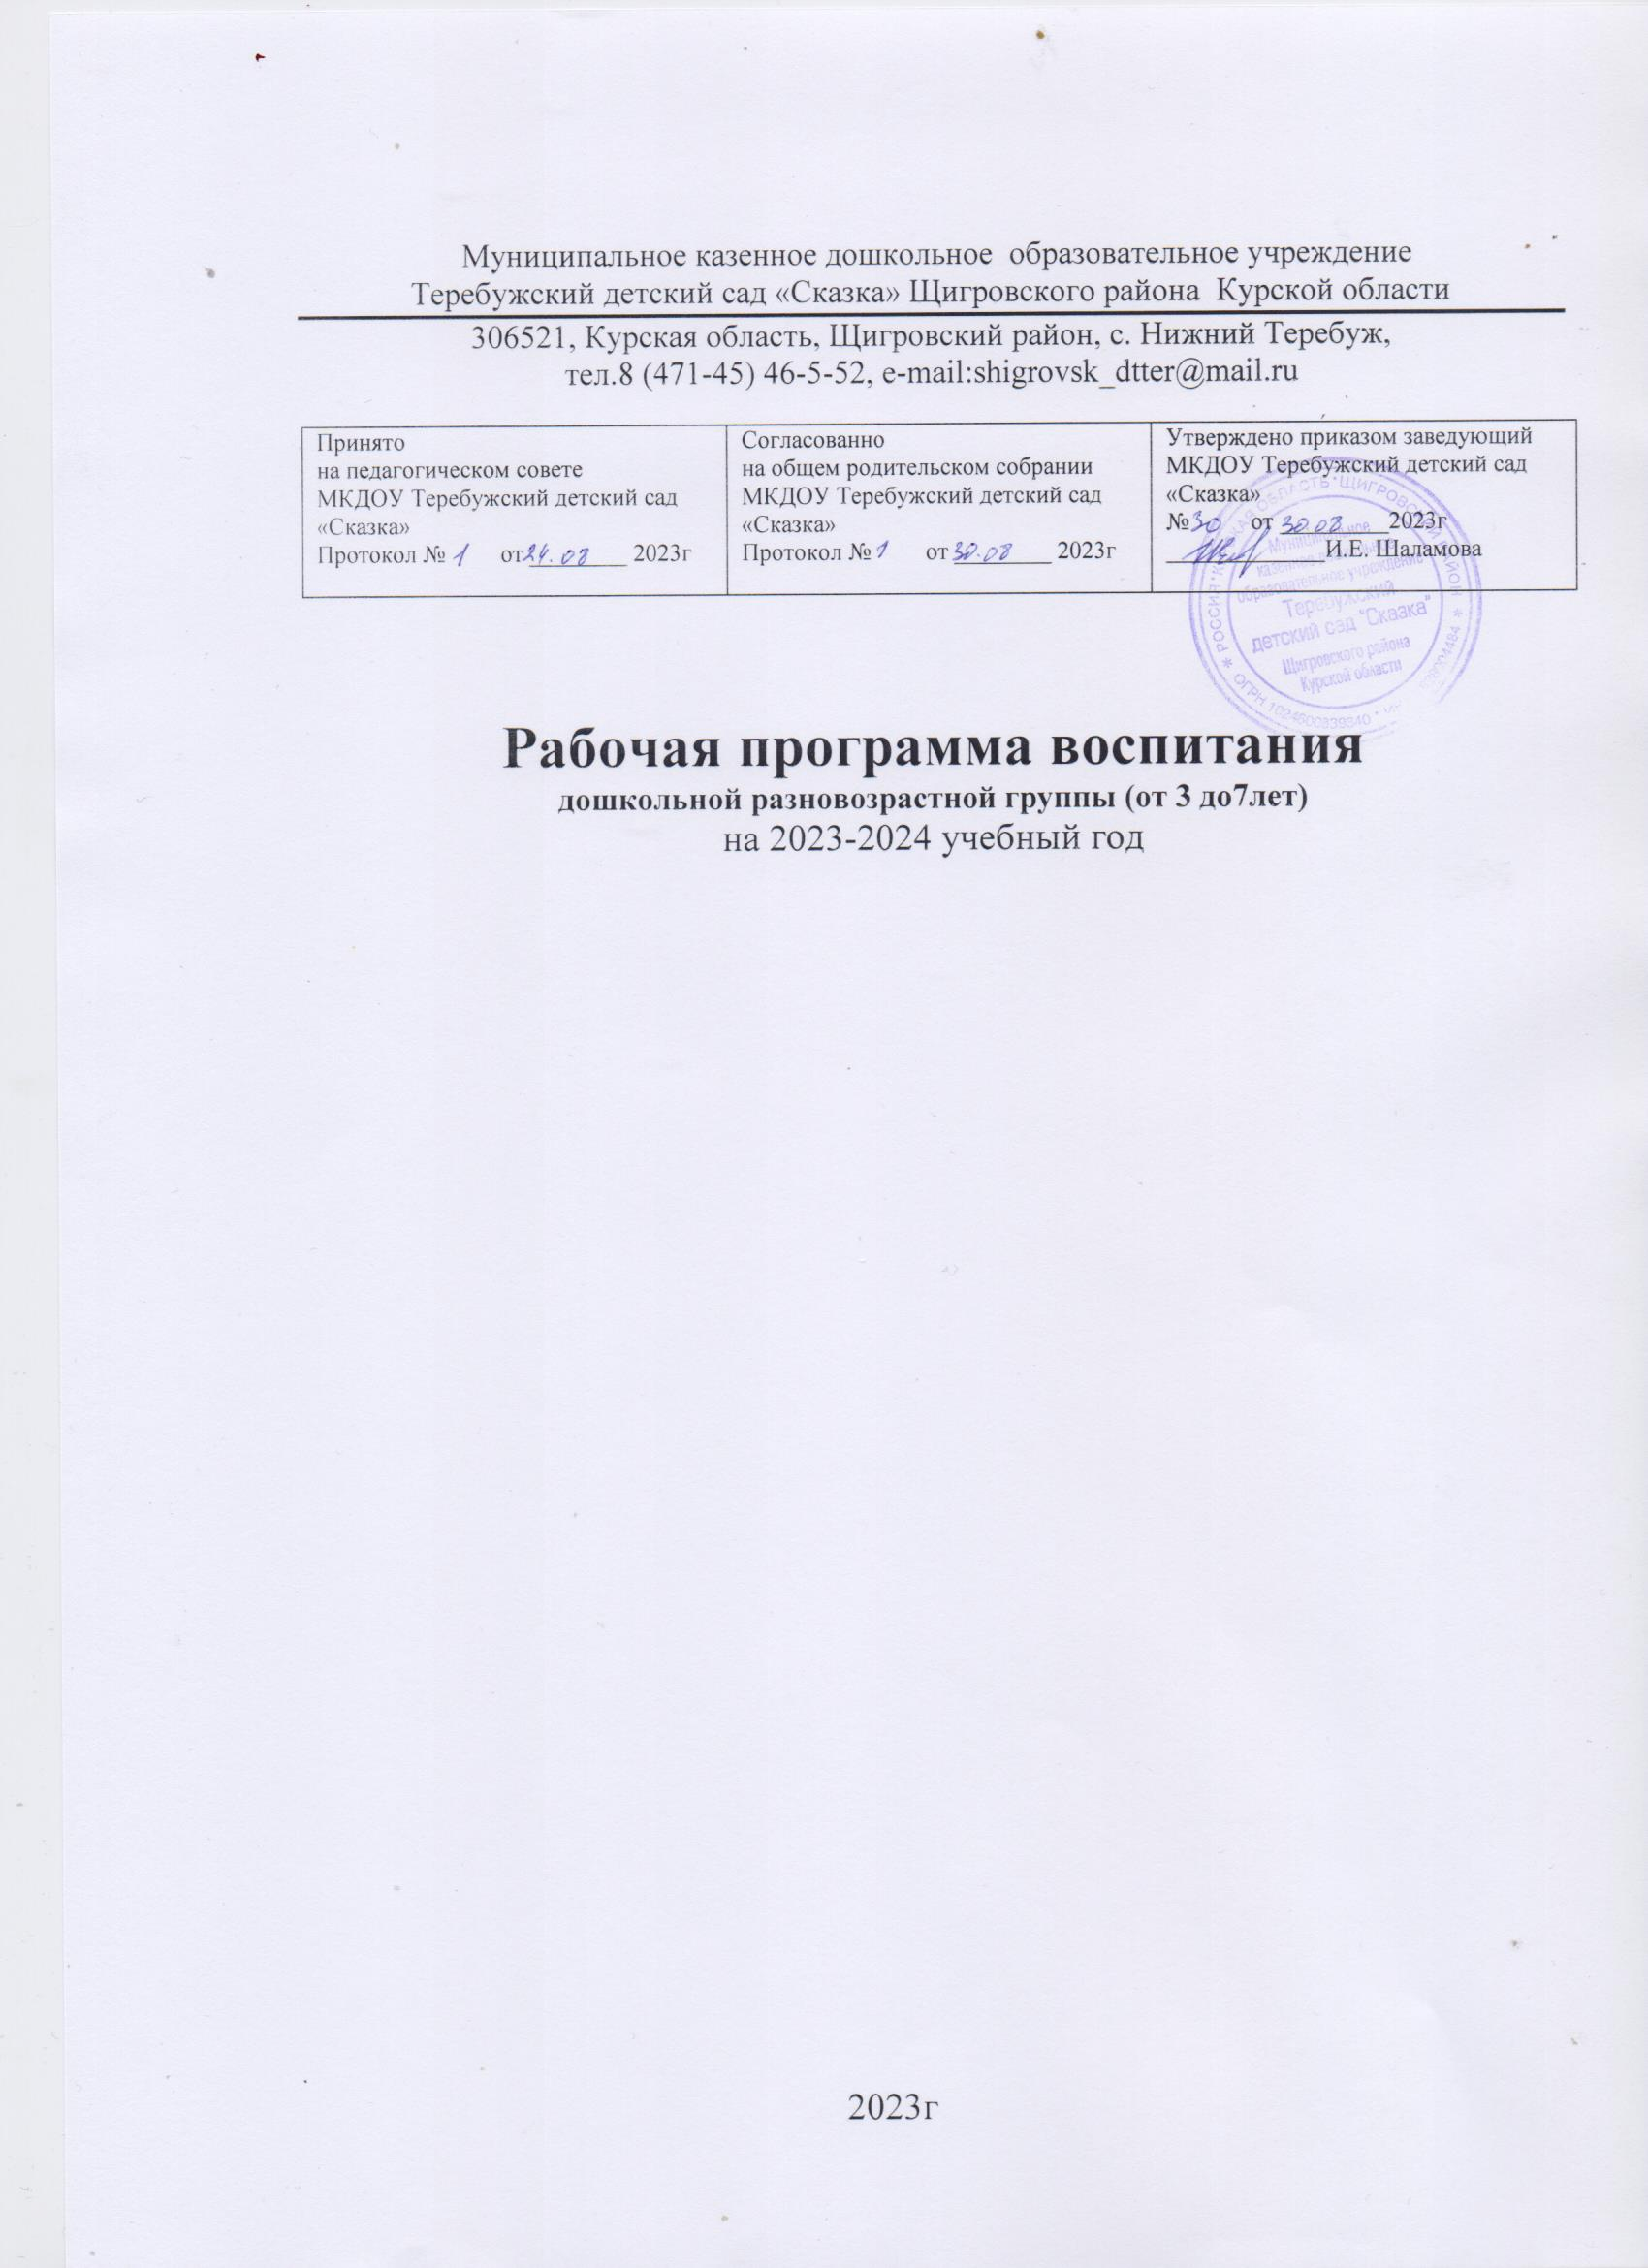 Муниципальное казенное дошкольное  образовательное учреждение
Теребужский детский сад «Сказка» Щигровского района  Курской области
306521, Курская область, Щигровский район, с. Нижний Теребуж,
тел.8 (471-45) 46-5-52, e-mail:shigrovsk_dtter@mail.ru
Принято
на педагогическом совете
МКДОУ Теребужский детский сад
«Сказка»
Протокол № 1 от 24.08 2023г
Согласованно
на общем родительском собрании
МКДОУ Теребужский детский сад
«Сказка»
Протокол № 1 от 30.08 2023г
Утверждено приказом заведующий
МКДОУ Теребужский детский сад
«Сказка»
№30 от 30.08 2023г
И.Е. Шаламова
Муниципальное
казенное
образовательное учреждение
Теребужский
детский сад "Сказка"
Щигровского района
Курской области
Рабочая программа воспитания
дошкольной разновозрастной группы (от 3 до7лет)
на 2023-2024 учебный год
2023г